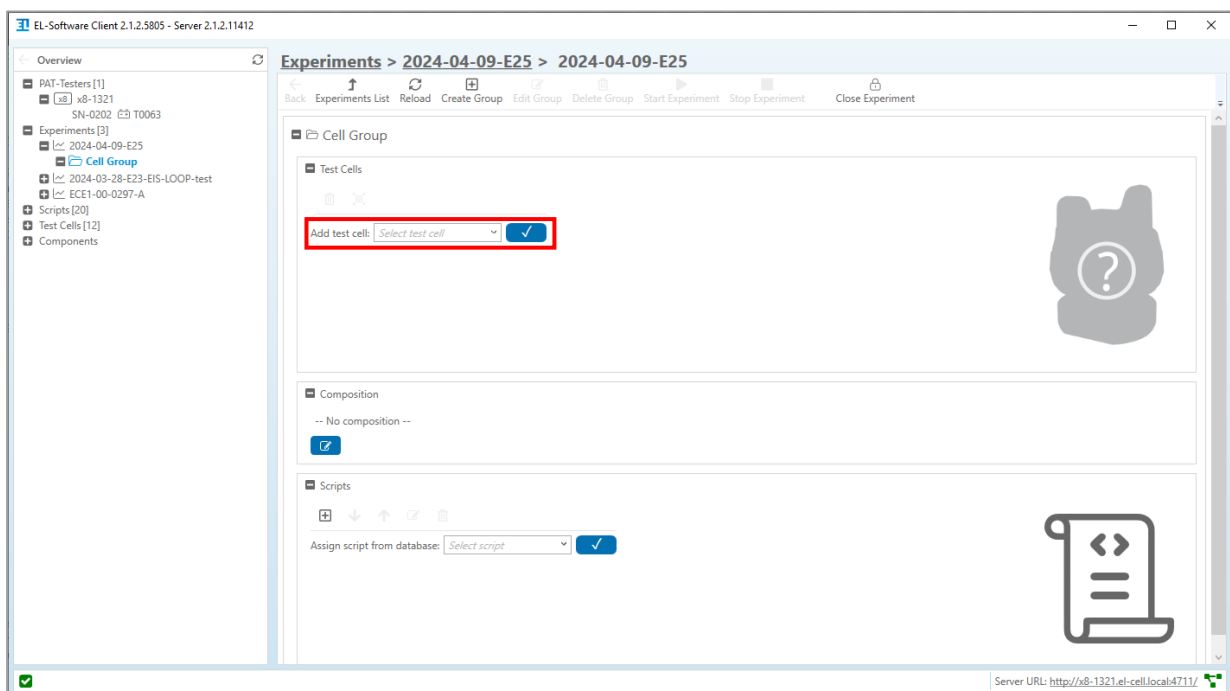 EL-Software Client 2.1.2.5805 - Server 2.1.2.11412
Overview
PAT-Testers [1]
x8 x8-1321
SN-0202 T0063
Experiments [3]
2024-04-09-E25
Cell Group
2024-03-28-E23-EIS-LOOP-test
ECE1-00-0297-A
Scripts [20]
Test Cells [12]
Components
Experiments > 2024-04-09-E25 > 2024-04-09-E25
Back Experiments List Reload Create Group Edit Group Delete Group Start Experiment Stop Experiment Close Experiment
Cell Group
Test Cells
Add test cell: Select test cell
?
Composition
-- No composition --
Scripts
Assign script from database: Select script
Server URL: http://x8-1321.el-cell.local:4711/